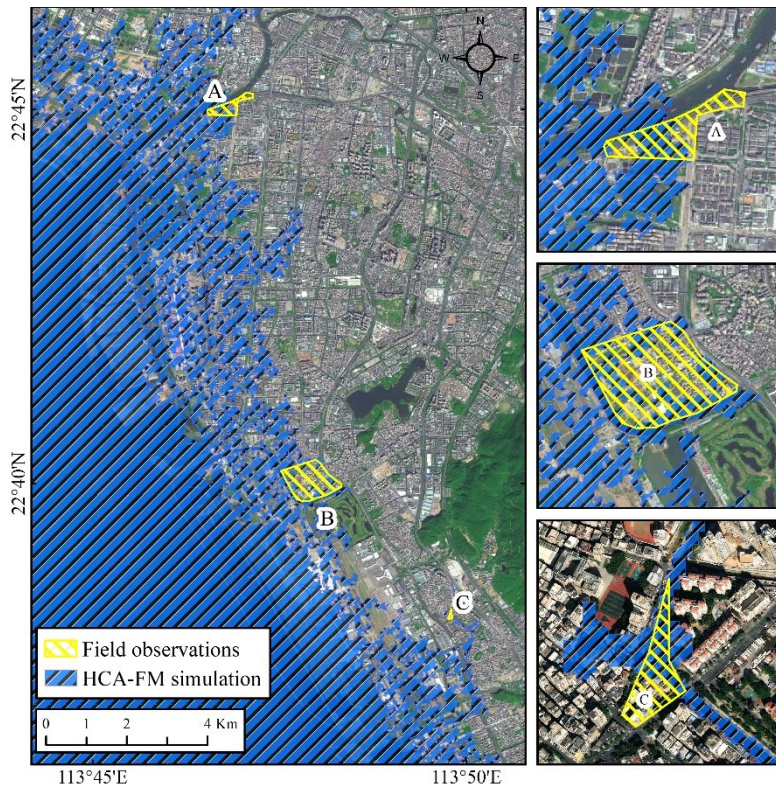 N
W E
S
A
22°45'N
A
B
22°40'N
B
C
Field observations
HCA-FM simulation
C
0 1 2 4 Km
113°45'E 113°50'E